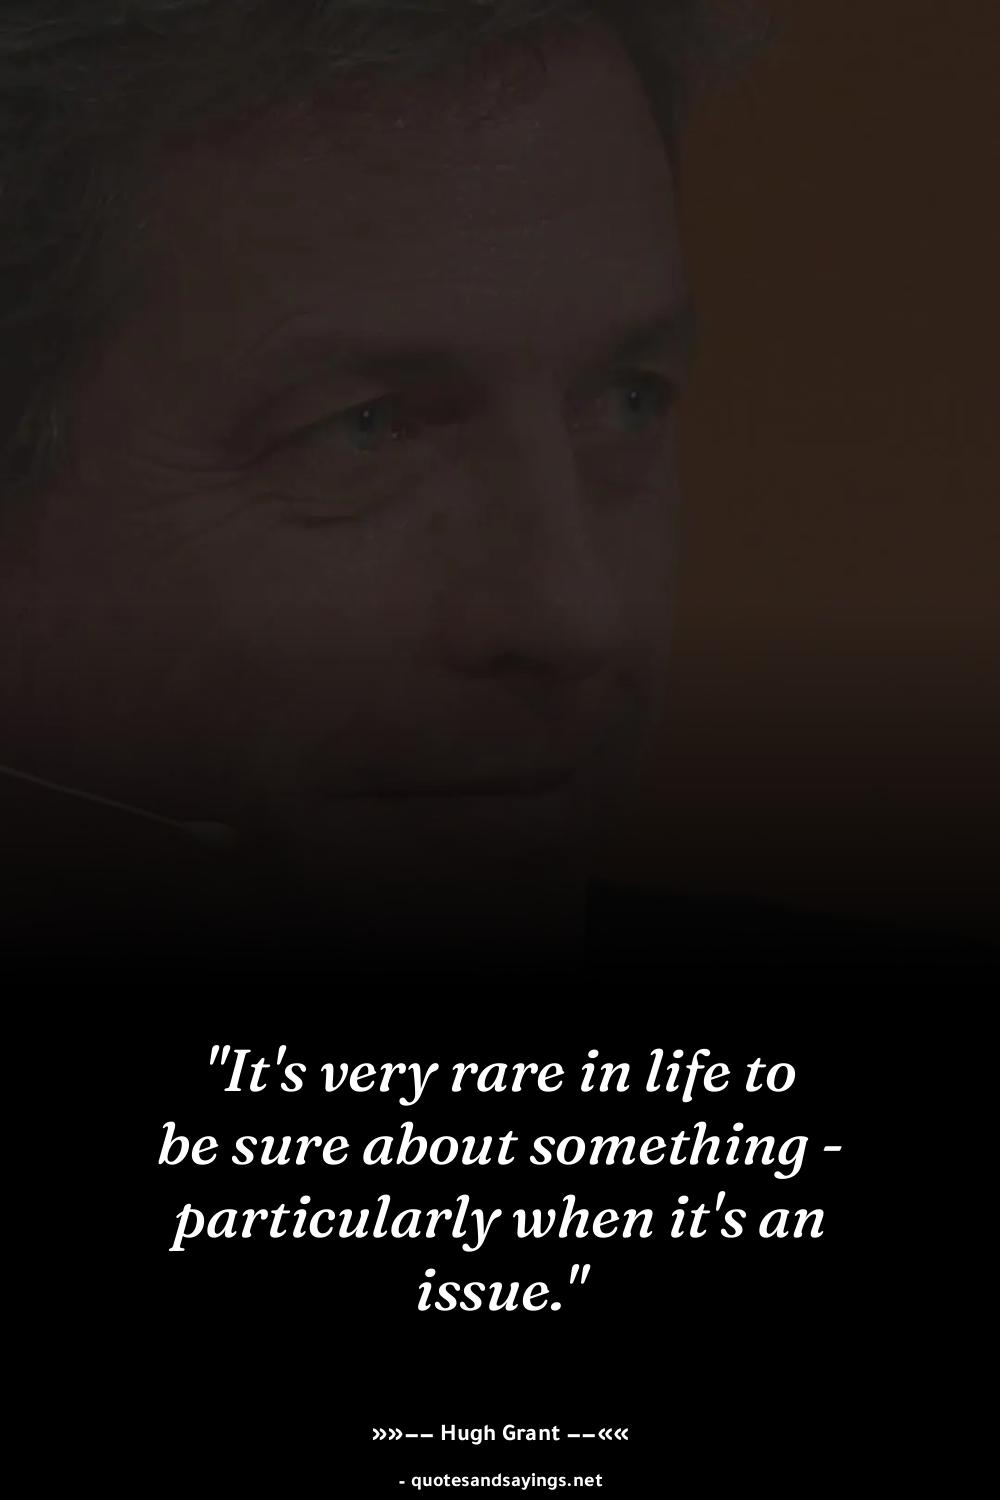 "It's very rare in life to
be sure about something -
particularly when it's an
issue."
»»−− Hugh Grant −−««
- quotesandsayings.net